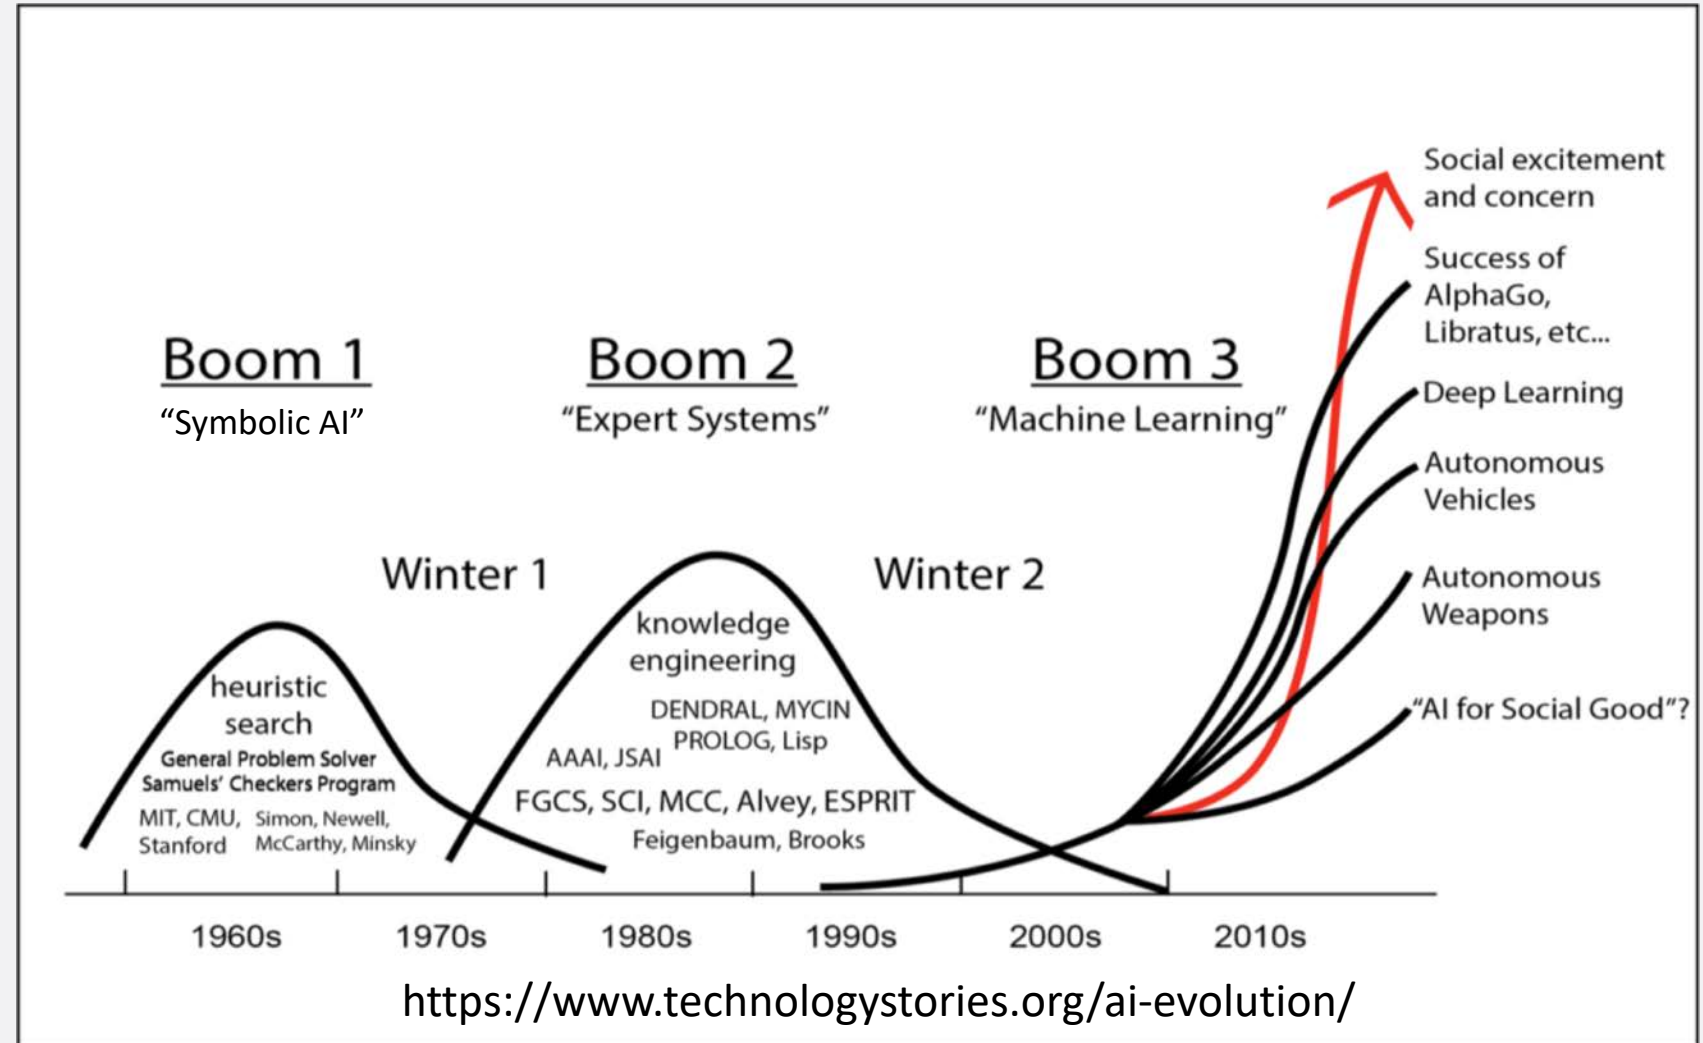 Social excitement
and concern
Success of
AlphaGo,
Libratus, etc...
Deep Learning
Autonomous
Vehicles
Autonomous
Weapons
"AI for Social Good"?
Boom 1
“Symbolic AI”
Boom 2
“Expert Systems”
Boom 3
“Machine Learning”
Winter 1
Winter 2
heuristic
search
General Problem Solver
Samuels’ Checkers Program
MIT, CMU,
Stanford
Simon, Newell,
McCarthy, Minsky
knowledge
engineering
DENDRAL, MYCIN
PROLOG, Lisp
AAAI, JSAI
FGCS, SCI, MCC, Alvey, ESPRIT
Feigenbaum, Brooks
1960s 1970s 1980s 1990s 2000s 2010s
https://www.technologystories.org/ai-evolution/